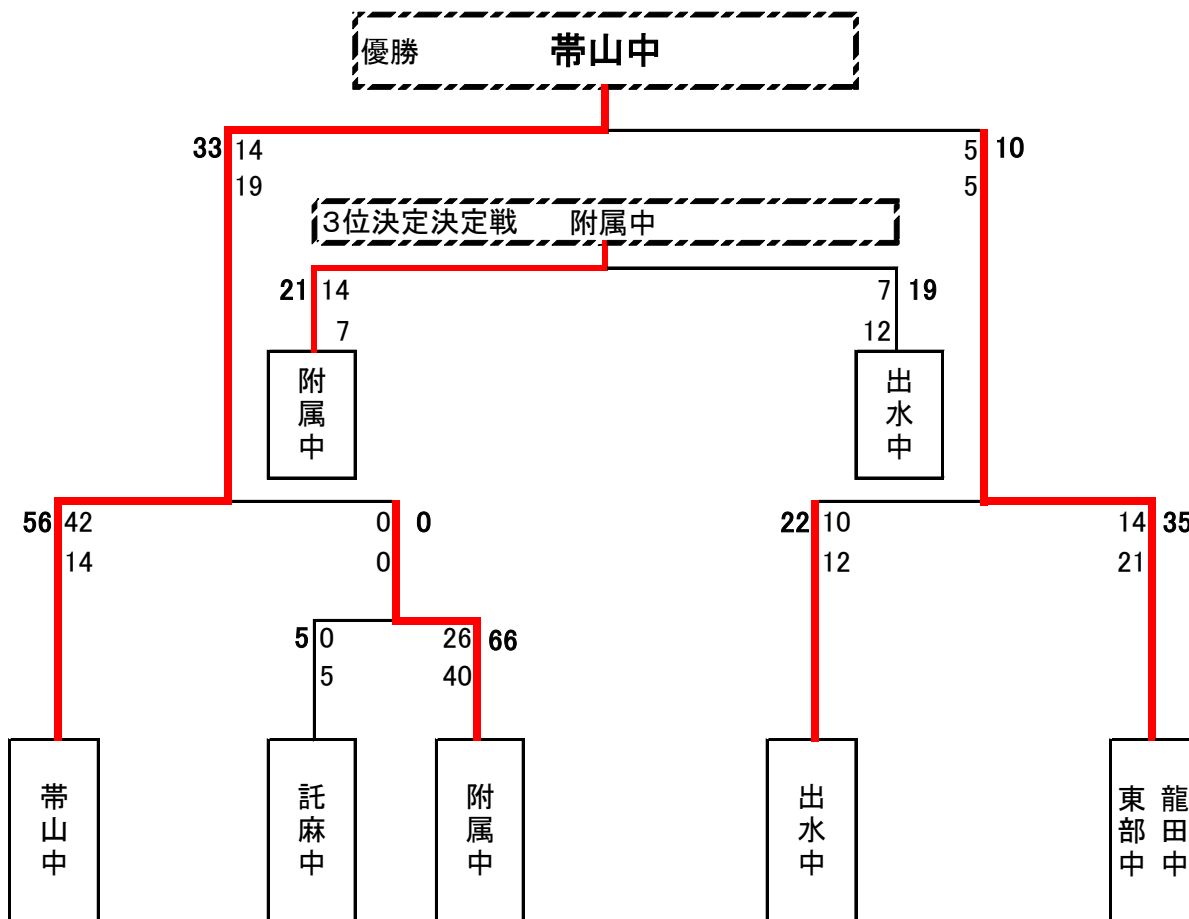 優勝 帯山中
33 14 5 10
19 5
3位決定決定戦 附属中
21 14 7 19
7 12
附属中 出水中
56 42 0 0 22 10 14 35
14 0 12 21
5 0 26 66
5 40
帯山中 託麻中 附属中 出水中 龍田中 東部中